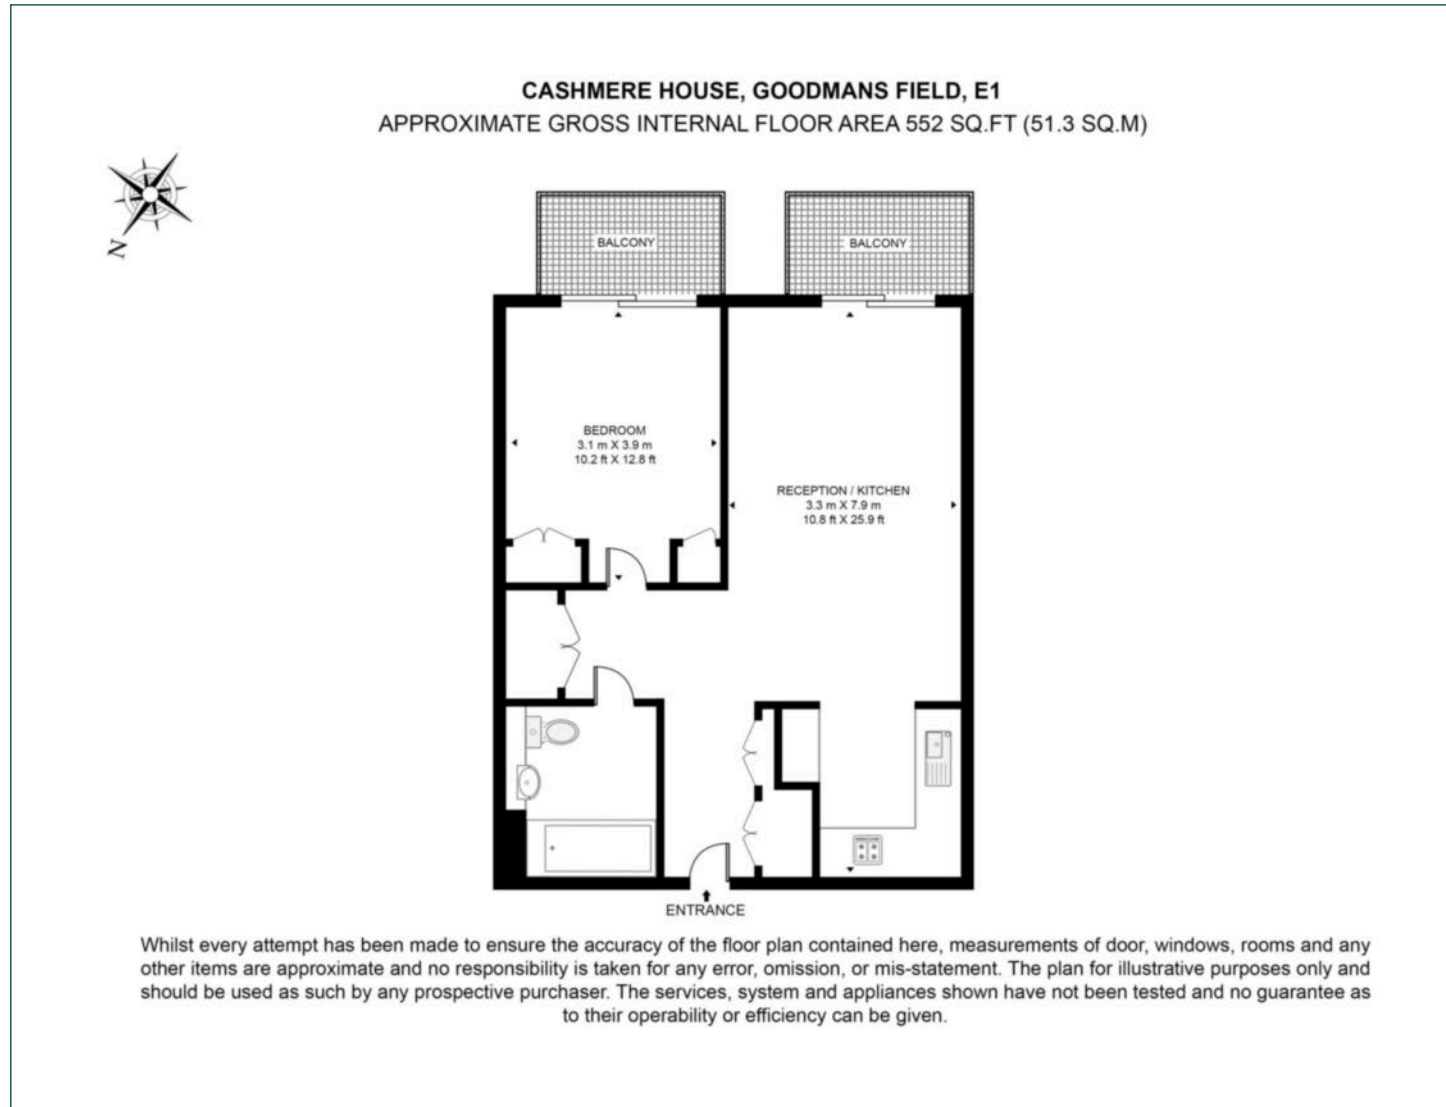 CASHMERE HOUSE, GOODMANS FIELD, E1
APPROXIMATE GROSS INTERNAL FLOOR AREA 552 SQ.FT (51.3 SQ.M)
N
BALCONY
BALCONY
BEDROOM
3.1 m X 3.9 m
10.2 ft X 12.8 ft
RECEPTION / KITCHEN
3.3 m X 7.9 m
10.8 ft X 25.9 ft
ENTRANCE
Whilst every attempt has been made to ensure the accuracy of the floor plan contained here, measurements of door, windows, rooms and any
other items are approximate and no responsibility is taken for any error, omission, or mis-statement. The plan for illustrative purposes only and
should be used as such by any prospective purchaser. The services, system and appliances shown have not been tested and no guarantee as
to their operability or efficiency can be given.